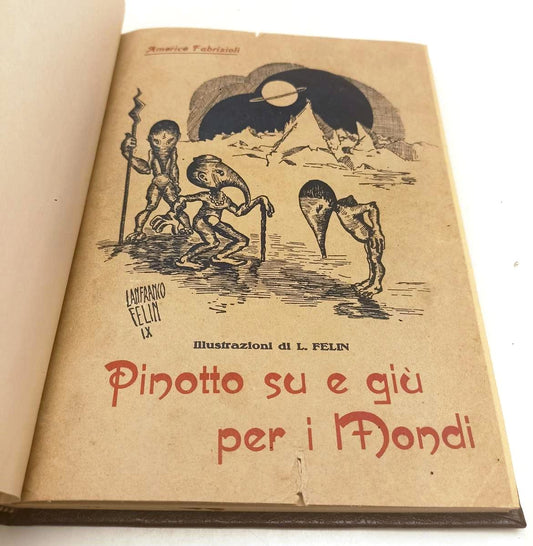 Americo Fabrizioli
LANFRANCO
FELIN
IX
Illustrazioni di L. FELIN
Pinotto su e giù
per i Mondi